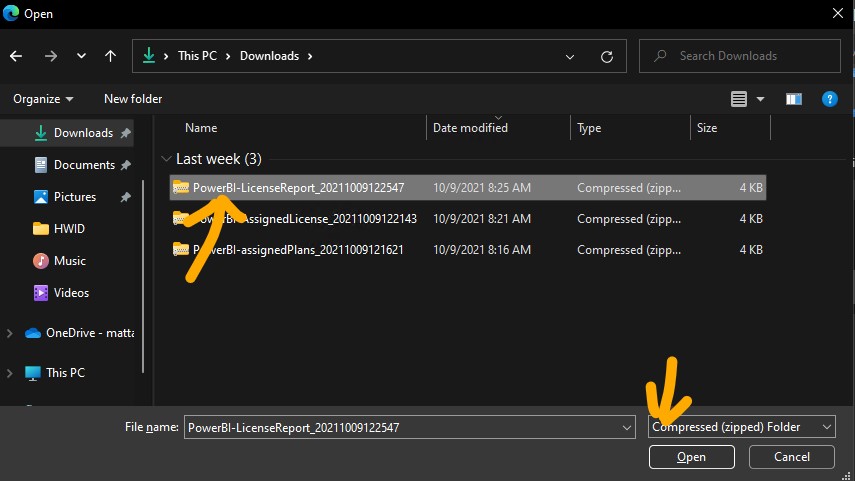 Open
This PC > Downloads >
Search Downloads
Organize
New folder
Name
Date modified
Type
Size
Downloads
Documents
Pictures
HWID
Music
Videos
OneDrive - matta
This PC
Last week (3)
PowerBI-LicenseReport_20211009122547 10/9/2021 8:25 AM Compressed (zipp... 4 KB
PowerBI-AssignedLicense_20211009122143 10/9/2021 8:21 AM Compressed (zipp... 4 KB
PowerBI-assignedPlans_20211009121621 10/9/2021 8:16 AM Compressed (zipp... 4 KB
File name: PowerBI-LicenseReport_20211009122547
Compressed (zipped) Folder
Open
Cancel